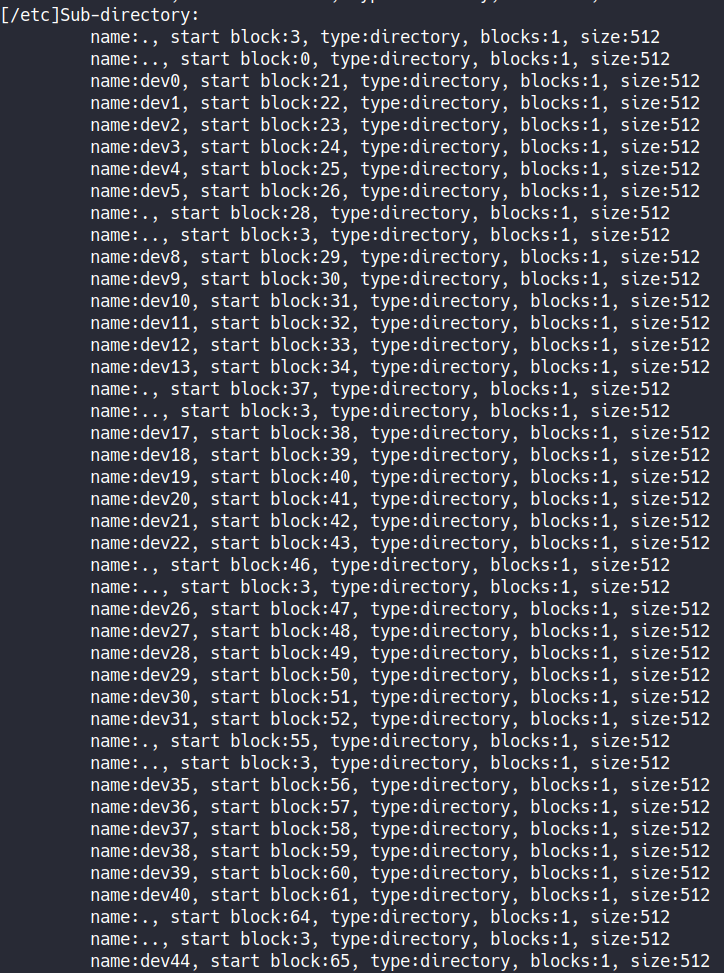 [/etc]Sub-directory:
name:., start block:3, type:directory, blocks:1, size:512
name:.., start block:0, type:directory, blocks:1, size:512
name:dev0, start block:21, type:directory, blocks:1, size:512
name:dev1, start block:22, type:directory, blocks:1, size:512
name:dev2, start block:23, type:directory, blocks:1, size:512
name:dev3, start block:24, type:directory, blocks:1, size:512
name:dev4, start block:25, type:directory, blocks:1, size:512
name:dev5, start block:26, type:directory, blocks:1, size:512
name:., start block:28, type:directory, blocks:1, size:512
name:.., start block:3, type:directory, blocks:1, size:512
name:dev8, start block:29, type:directory, blocks:1, size:512
name:dev9, start block:30, type:directory, blocks:1, size:512
name:dev10, start block:31, type:directory, blocks:1, size:512
name:dev11, start block:32, type:directory, blocks:1, size:512
name:dev12, start block:33, type:directory, blocks:1, size:512
name:dev13, start block:34, type:directory, blocks:1, size:512
name:., start block:37, type:directory, blocks:1, size:512
name:.., start block:3, type:directory, blocks:1, size:512
name:dev17, start block:38, type:directory, blocks:1, size:512
name:dev18, start block:39, type:directory, blocks:1, size:512
name:dev19, start block:40, type:directory, blocks:1, size:512
name:dev20, start block:41, type:directory, blocks:1, size:512
name:dev21, start block:42, type:directory, blocks:1, size:512
name:dev22, start block:43, type:directory, blocks:1, size:512
name:., start block:46, type:directory, blocks:1, size:512
name:.., start block:3, type:directory, blocks:1, size:512
name:dev26, start block:47, type:directory, blocks:1, size:512
name:dev27, start block:48, type:directory, blocks:1, size:512
name:dev28, start block:49, type:directory, blocks:1, size:512
name:dev29, start block:50, type:directory, blocks:1, size:512
name:dev30, start block:51, type:directory, blocks:1, size:512
name:dev31, start block:52, type:directory, blocks:1, size:512
name:., start block:55, type:directory, blocks:1, size:512
name:.., start block:3, type:directory, blocks:1, size:512
name:dev35, start block:56, type:directory, blocks:1, size:512
name:dev36, start block:57, type:directory, blocks:1, size:512
name:dev37, start block:58, type:directory, blocks:1, size:512
name:dev38, start block:59, type:directory, blocks:1, size:512
name:dev39, start block:60, type:directory, blocks:1, size:512
name:dev40, start block:61, type:directory, blocks:1, size:512
name:., start block:64, type:directory, blocks:1, size:512
name:.., start block:3, type:directory, blocks:1, size:512
name:dev44, start block:65, type:directory, blocks:1, size:512